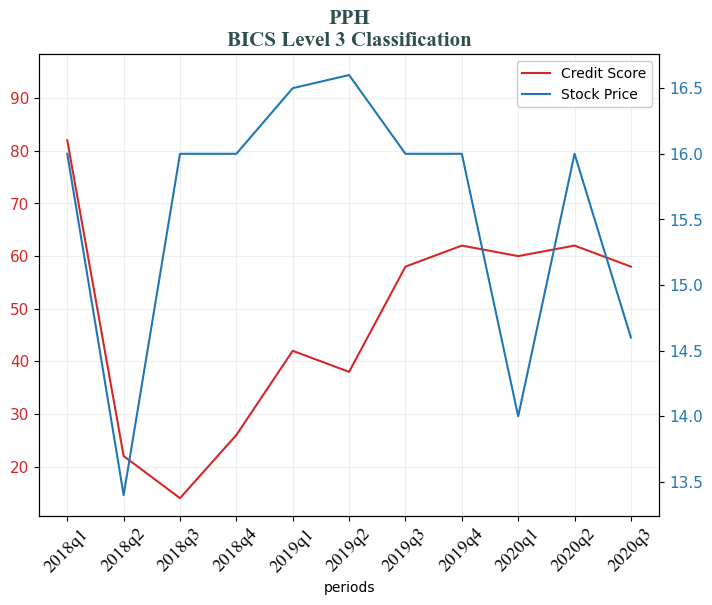 PPH
BICS Level 3 Classification
Credit Score
Stock Price
90
80
70
60
50
40
30
20
16.5
16.0
15.5
15.0
14.5
14.0
13.5
2018q1
2018q2
2018q3
2018q4
2019q1
2019q2
2019q3
2019q4
2020q1
2020q2
2020q3
periods